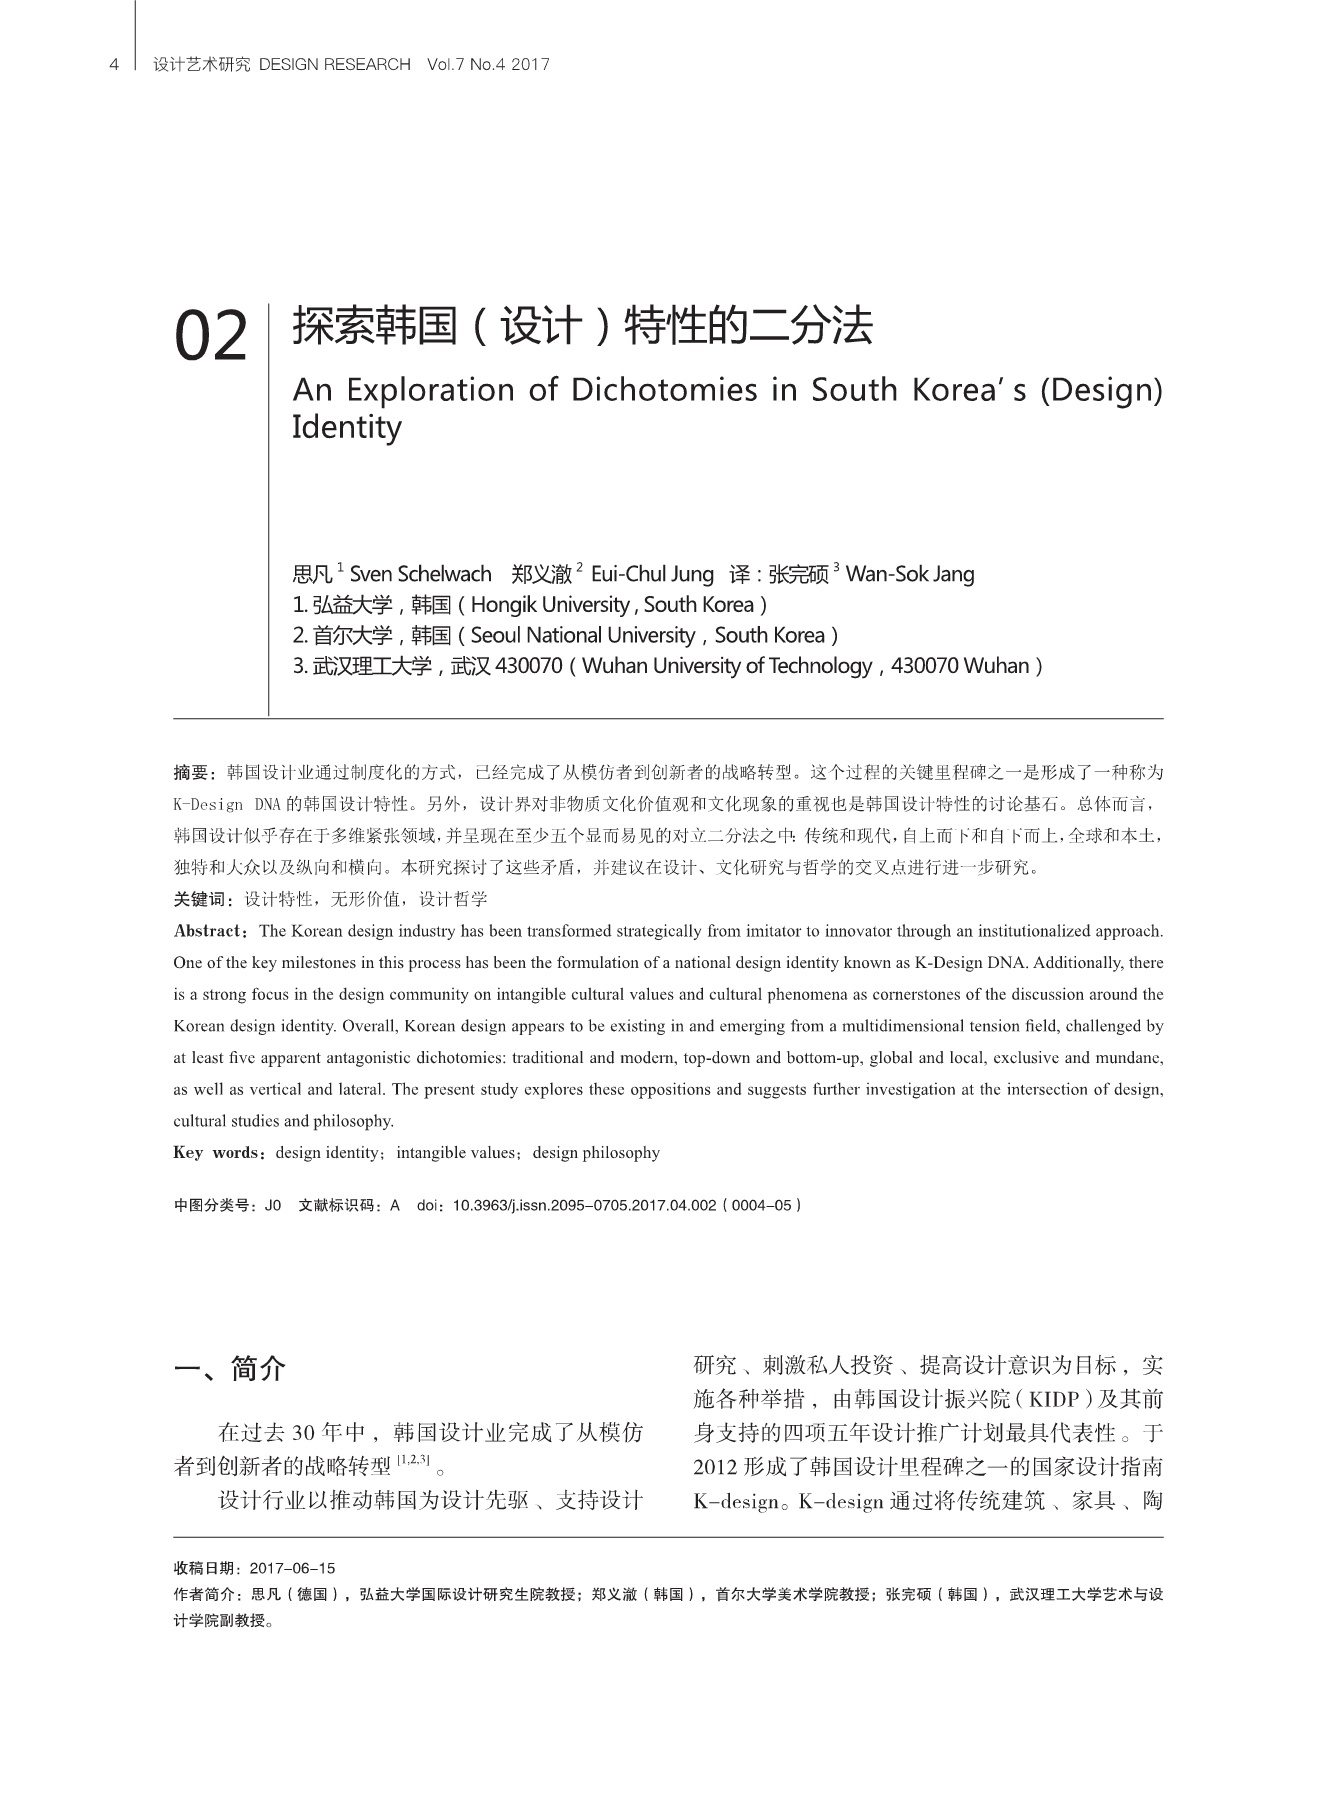 4 设计艺术研究 DESIGN RESEARCH Vol.7 No.4 2017
02
探索韩国（设计）特性的二分法
An Exploration of Dichotomies in South Korea’s (Design)
Identity
思凡 1 Sven Schelwach 郑义澈 2 Eui-Chul Jung 译：张完硕 3 Wan-Sok Jang
1. 弘益大学，韩国（Hongik University , South Korea）
2. 首尔大学，韩国（Seoul National University，South Korea）
3. 武汉理工大学，武汉 430070（Wuhan University of Technology，430070 Wuhan）
摘要：韩国设计业通过制度化的方式，已经完成了从模仿者到创新者的战略转型。这个过程的关键里程碑之一是形成了一种称为
K-Design DNA 的韩国设计特性。另外，设计界对非物质文化价值观和文化现象的重视也是韩国设计特性的讨论基石。总体而言，
韩国设计似乎存在于多维紧张领域，并呈现在至少五个显而易见的对立二分法之中：传统和现代，自上而下和自下而上，全球和本土，
独特和大众以及纵向和横向。本研究探讨了这些矛盾，并建议在设计、文化研究与哲学的交叉点进行进一步研究。
关键词：设计特性，无形价值，设计哲学
Abstract：The Korean design industry has been transformed strategically from imitator to innovator through an institutionalized approach.
One of the key milestones in this process has been the formulation of a national design identity known as K-Design DNA. Additionally, there
is a strong focus in the design community on intangible cultural values and cultural phenomena as cornerstones of the discussion around the
Korean design identity. Overall, Korean design appears to be existing in and emerging from a multidimensional tension field, challenged by
at least five apparent antagonistic dichotomies: traditional and modern, top-down and bottom-up, global and local, exclusive and mundane,
as well as vertical and lateral. The present study explores these oppositions and suggests further investigation at the intersection of design,
cultural studies and philosophy.
Key words：design identity；intangible values；design philosophy
中图分类号：J0 文献标识码：A doi：10.3963/j.issn.2095-0705.2017.04.002（0004-05）
一、简介
在过去 30 年中，韩国设计业完成了从模仿
者到创新者的战略转型 [1,2,3] 。
设计行业以推动韩国为设计先驱、支持设计
研究、刺激私人投资、提高设计意识为目标，实
施各种举措，由韩国设计振兴院（KIDP）及其前
身支持的四项五年设计推广计划最具代表性。于
2012 形成了韩国设计里程碑之一的国家设计指南
K-design。K-design 通过将传统建筑、家具、陶
收稿日期：2017-06-15
作者简介：思凡（德国），弘益大学国际设计研究生院教授；郑义澈（韩国），首尔大学美术学院教授；张完硕（韩国），武汉理工大学艺术与设
计学院副教授。